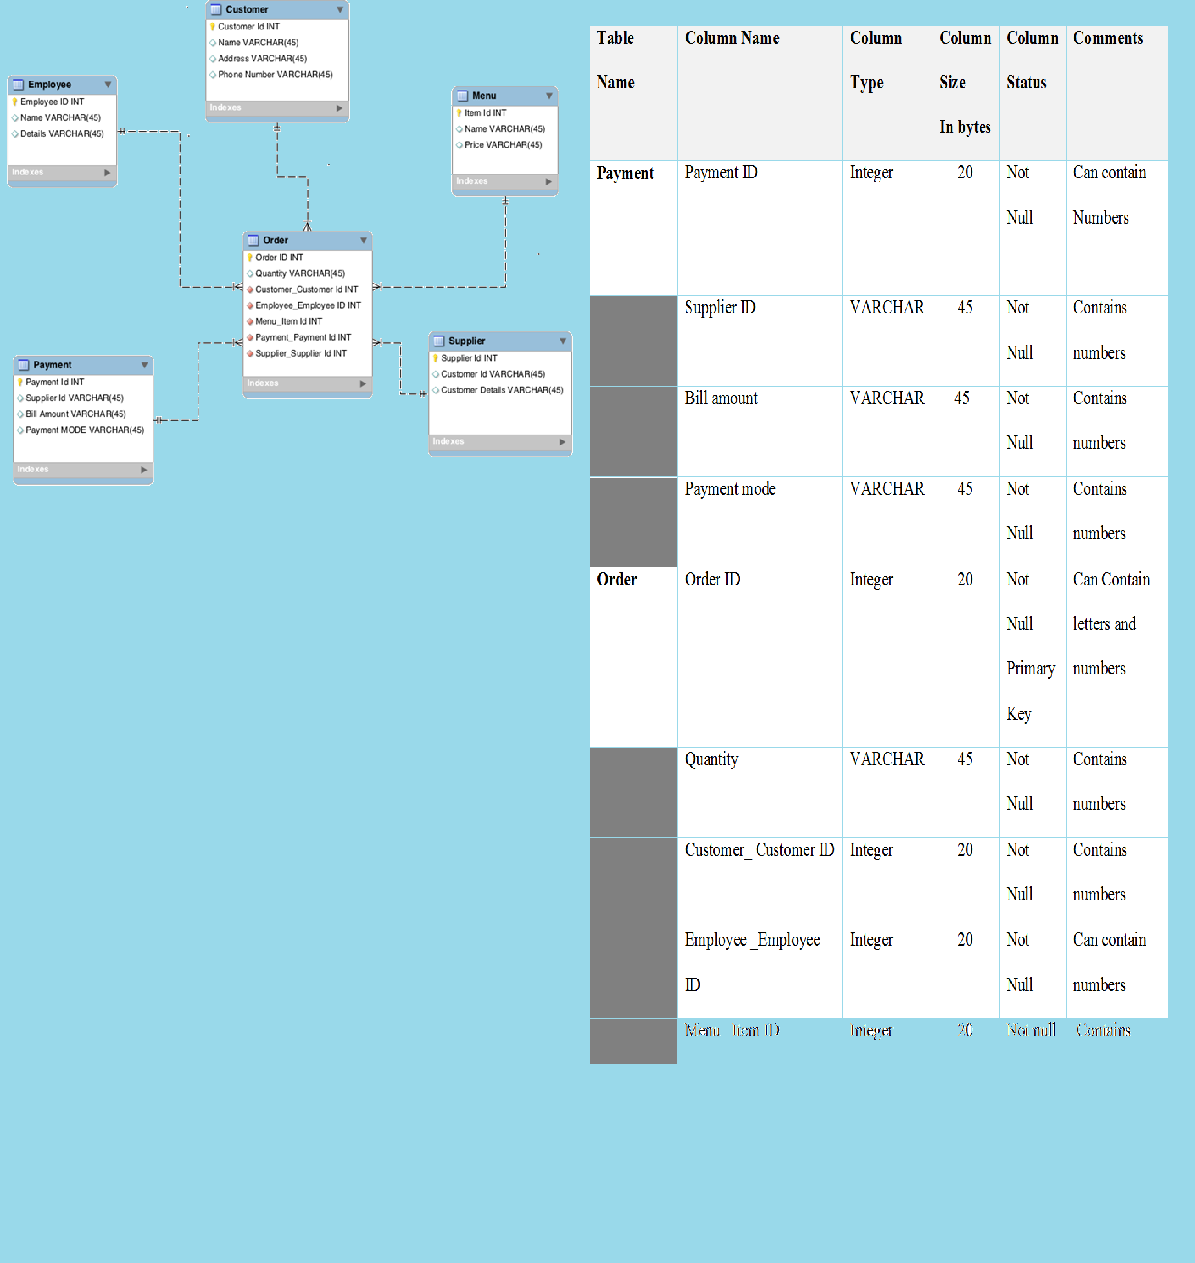 Customer
Customer Id INT
Name VARCHAR(45)
Address VARCHAR(45)
Phone Number VARCHAR(45)
Indexes
Employee
Employee ID INT
Name VARCHAR(45)
Details VARCHAR(45)
Indexes
Menu
Item Id INT
Name VARCHAR(45)
Price VARCHAR(45)
Indexes
Order
Order ID INT
Quantity VARCHAR(45)
Customer_Customer Id INT
Employee_Employee ID INT
Menu_Item Id INT
Payment_Payment Id INT
Supplier_Supplier Id INT
Indexes
Supplier
Supplier Id INT
Customer Id VARCHAR(45)
Customer Details VARCHAR(45)
Indexes
Payment
Payment Id INT
Supplier Id VARCHAR(45)
Bill Amount VARCHAR(45)
Payment MODE VARCHAR(45)
Indexes
Table Column Name Column Column Column Comments
Name Type Size Status
In bytes
Payment Payment ID Integer 20 Not Can contain
Null Numbers
Supplier ID VARCHAR 45 Not Contains
Null numbers
Bill amount VARCHAR 45 Not Contains
Null numbers
Payment mode VARCHAR 45 Not Contains
Null numbers
Order Order ID Integer 20 Not Can Contain
Null letters and
Primary numbers
Key
Quantity VARCHAR 45 Not Contains
Null numbers
Customer_ Customer ID Integer 20 Not Contains
Null numbers
Employee _Employee Integer 20 Not Can contain
ID Null numbers
Menu _Item ID Integer 20 Not null Contains